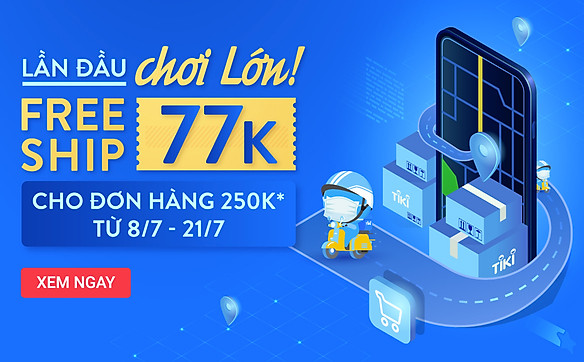 LẦN ĐẦU chơi Lớn!
FREE
SHIP
77K
CHO ĐƠN HÀNG 250K*
TỪ 8/7 - 21/7
XEM NGAY
TIKI
TIKI